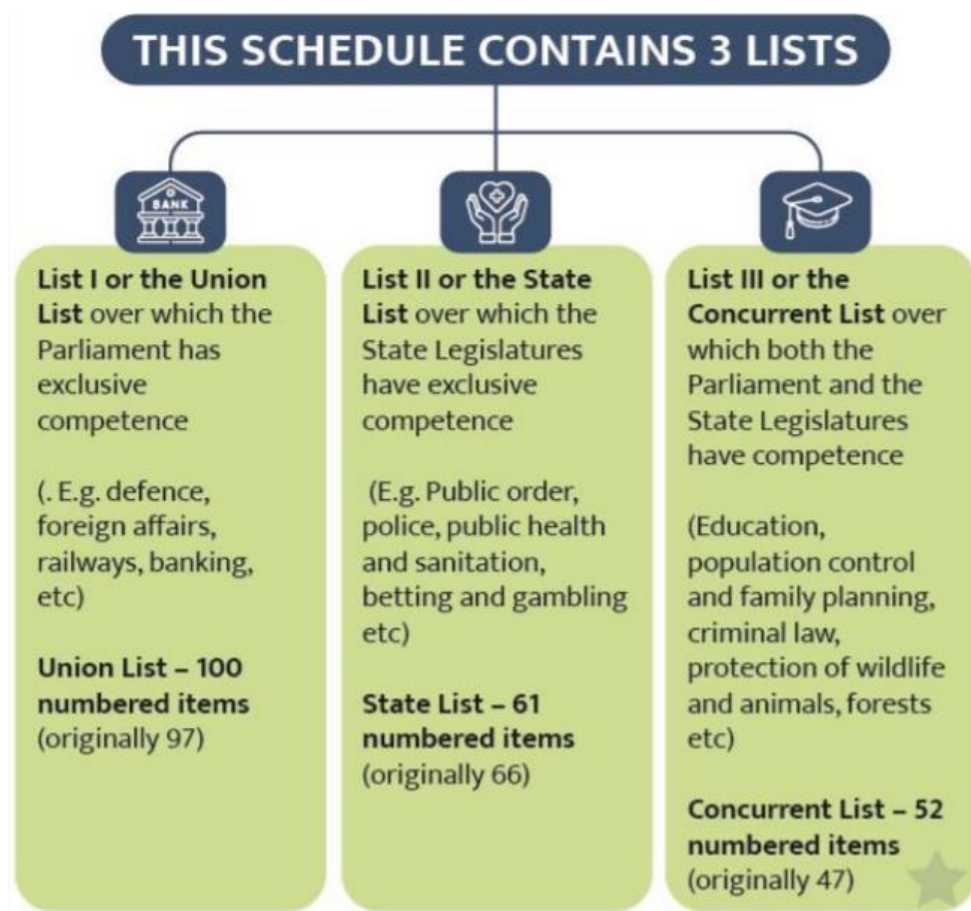 THIS SCHEDULE CONTAINS 3 LISTS
BANK
List I or the Union
List over which the
Parliament has
exclusive
competence
(. E.g. defence,
foreign affairs,
railways, banking,
etc)
Union List – 100
numbered items
(originally 97)
List II or the State
List over which the
State Legislatures
have exclusive
competence
(E.g. Public order,
police, public health
and sanitation,
betting and gambling
etc)
State List – 61
numbered items
(originally 66)
List III or the
Concurrent List over
which both the
Parliament and the
State Legislatures
have competence
(Education,
population control
and family planning,
criminal law,
protection of wildlife
and animals, forests
etc)
Concurrent List – 52
numbered items
(originally 47)